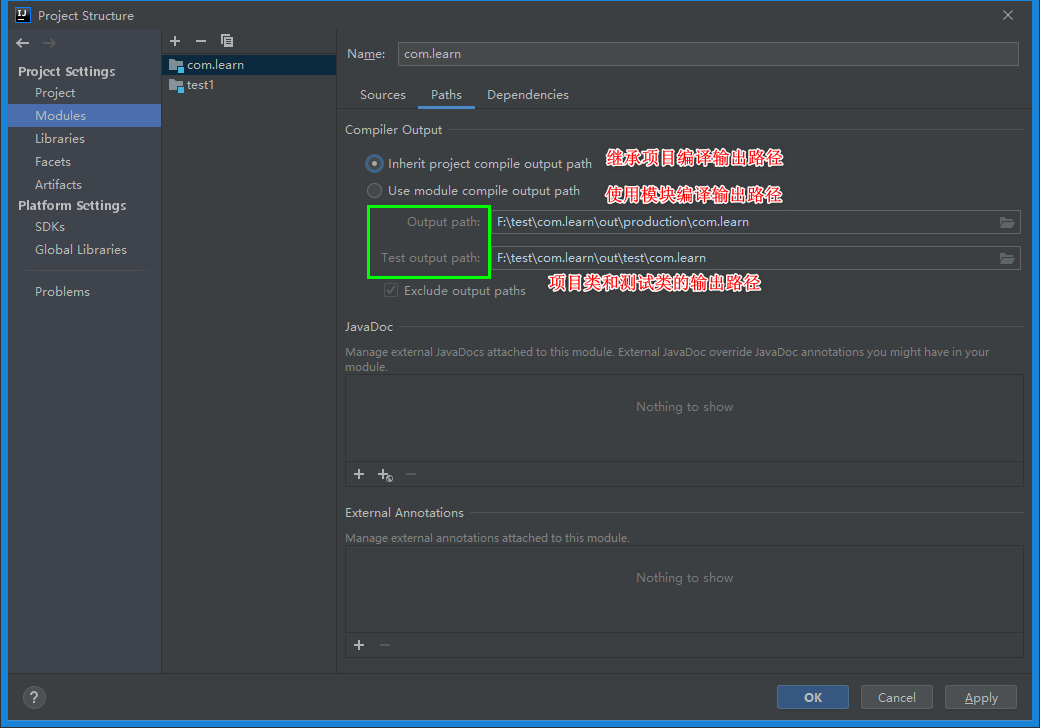 Project Structure
Project Settings
Project
Modules
Libraries
Facets
Artifacts
Platform Settings
SDKs
Global Libraries
Problems
com.learn
test1
Name: com.learn
Sources Paths Dependencies
Compiler Output
Inherit project compile output path 继承项目编译输出路径
Use module compile output path 使用模块编译输出路径
Output path: F:\test\com.learn\out\production\com.learn
Test output path: F:\test\com.learn\out\test\com.learn
Exclude output paths 项目类和测试类的输出路径
JavaDoc
Manage external JavaDocs attached to this module. External JavaDoc override JavaDoc annotations you might have in your
module.
Nothing to show
External Annotations
Manage external annotations attached to this module.
Nothing to show
? OK Cancel Apply